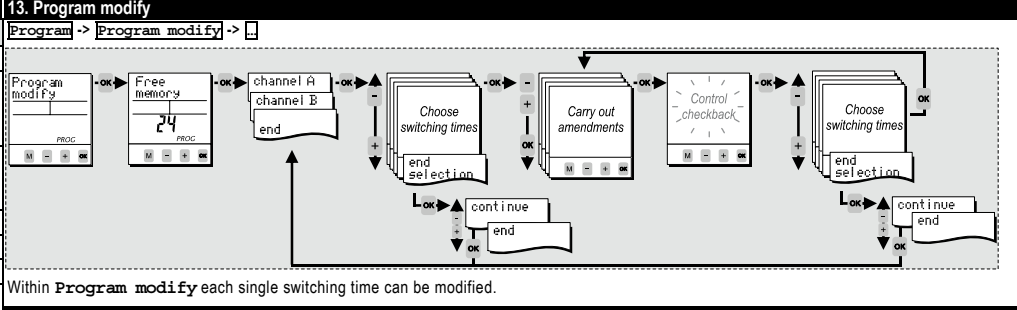 13. Program modify
Program -> Program modify -> …
Program
modify
PROG
M - + OK
OK
Free
memory
24
PROG
M - + OK
OK
channel A
channel B
end
OK
-
+
Choose
switching times
end
selection
OK
-
+
OK
Carry out
amendments
M - + OK
OK
Control
checkback
M - + OK
OK
-
+
Choose
switching times
end
selection
OK
OK
-
+
OK
continue
end
OK
-
+
OK
continue
end
Within Program modify each single switching time can be modified.